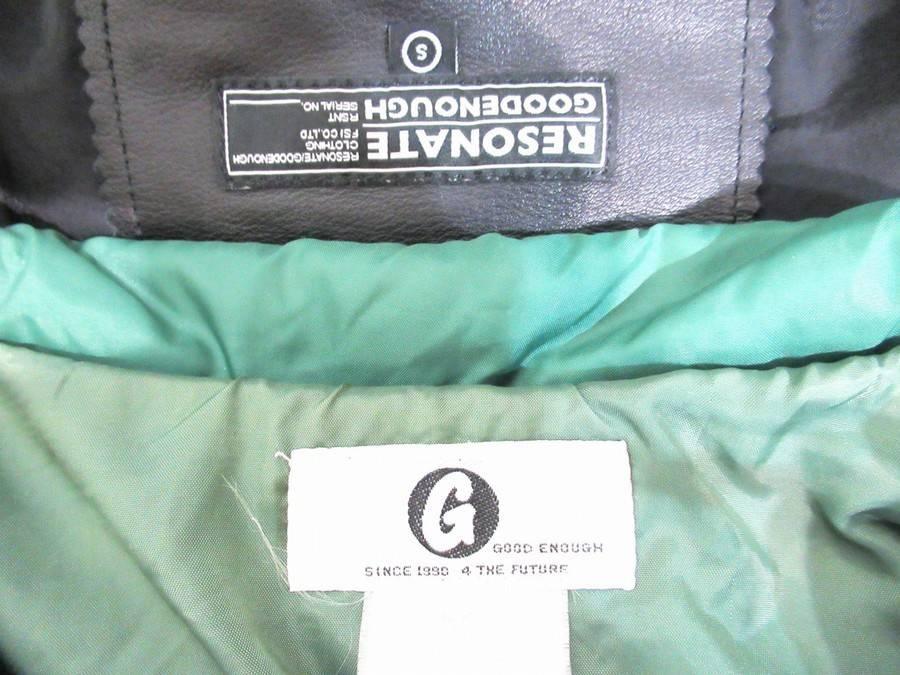 S
RESONATE
GOODENOUGH
RESONATE/GOODENOUGH
CLOTHING
FSI CO.,LTD
RSNT
SERIAL NO.
G
GOOD ENOUGH
SINCE 1990 4 THE FUTURE